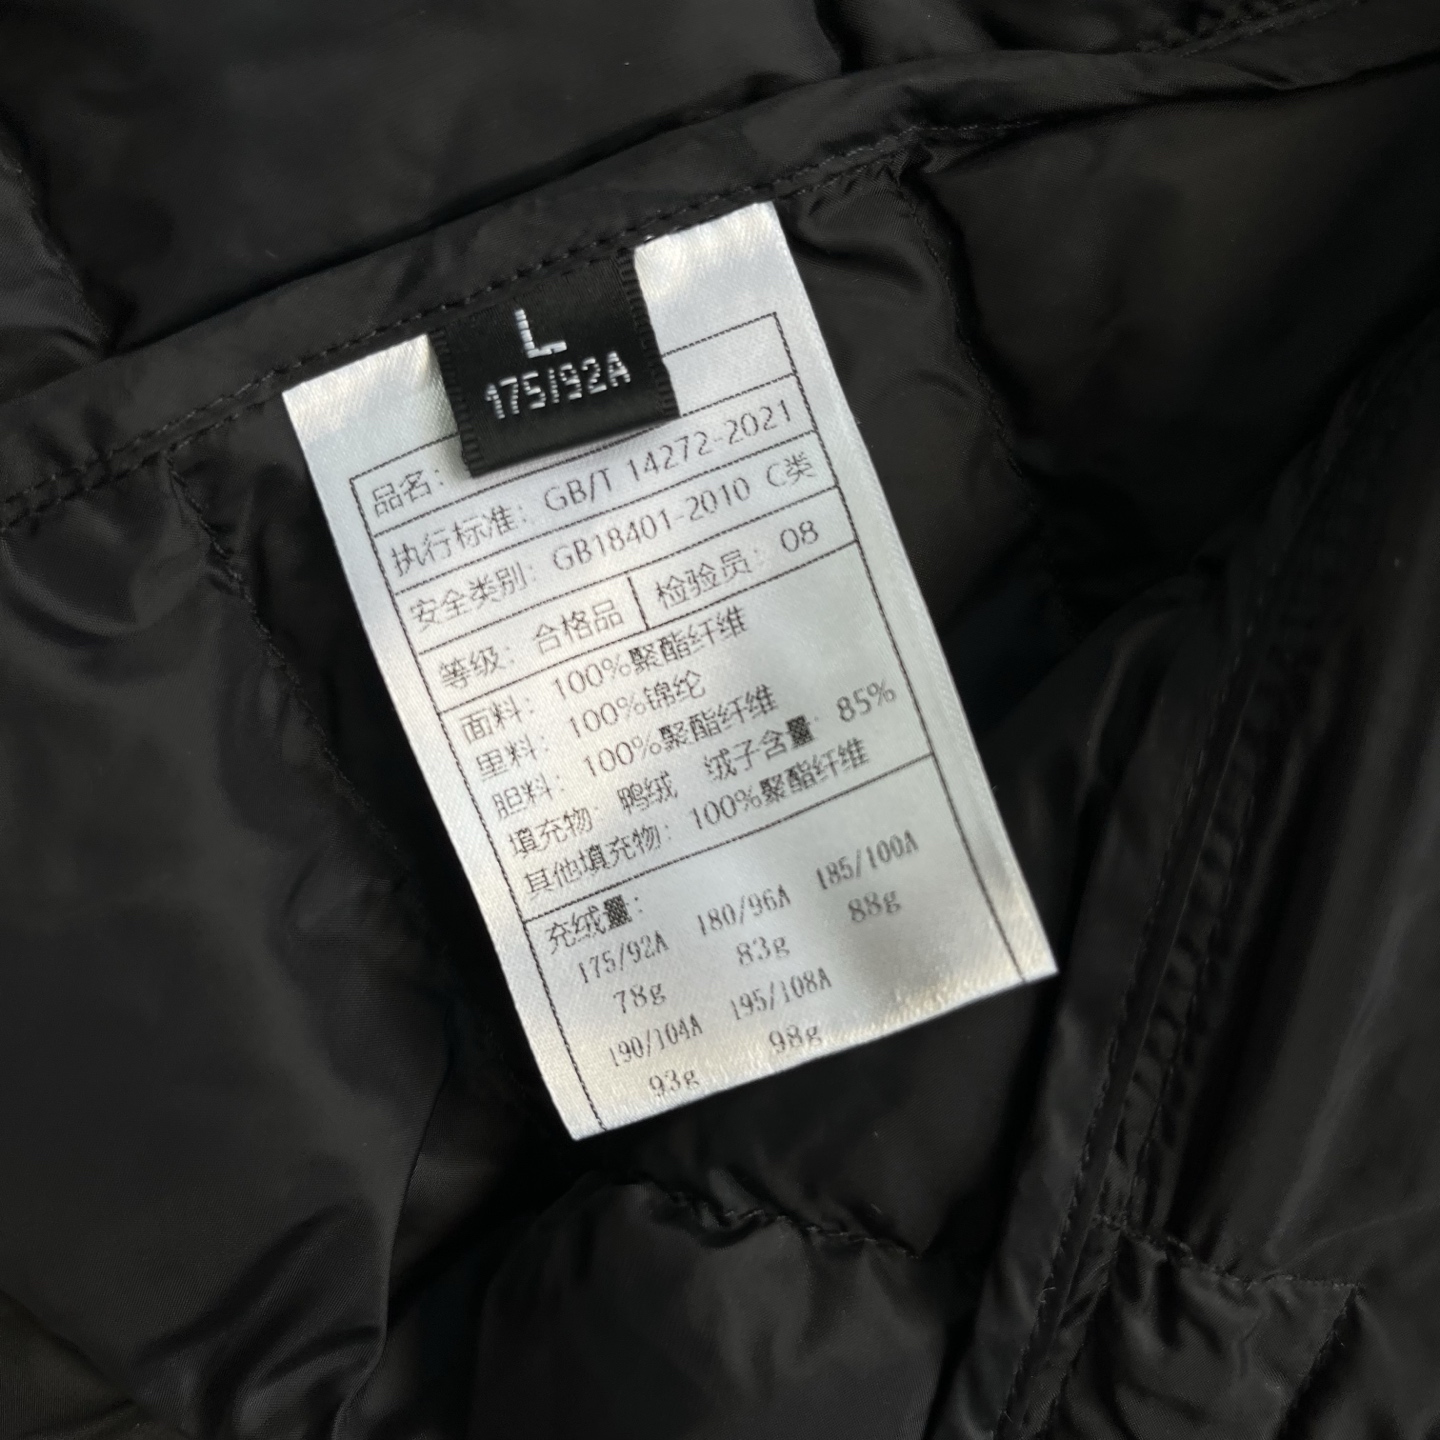 L
175/92A
品名:
执行标准: GB/T 14272-2021
安全类别: GB18401-2010 C类
等级: 合格品 检验员: 08
面料: 100%聚酯纤维
里料: 100%锦纶
胆料: 100%聚酯纤维
填充物: 鸭绒 绒子含量: 85%
其他填充物: 100%聚酯纤维
充绒量:
175/92A 180/96A 185/100A
78g 83g 88g
190/104A 195/108A
93g 98g